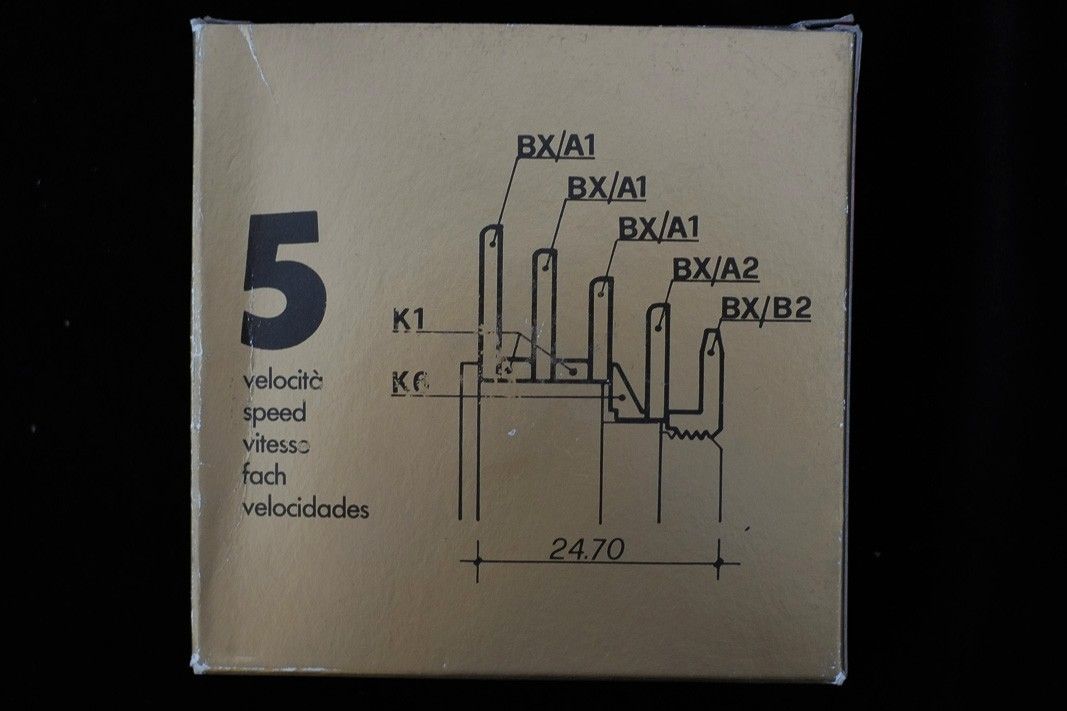 5
velocità
speed
vitesse
fach
velocidades
BX/A1
BX/A1
BX/A1
BX/A2
BX/B2
K1
K6
24.70